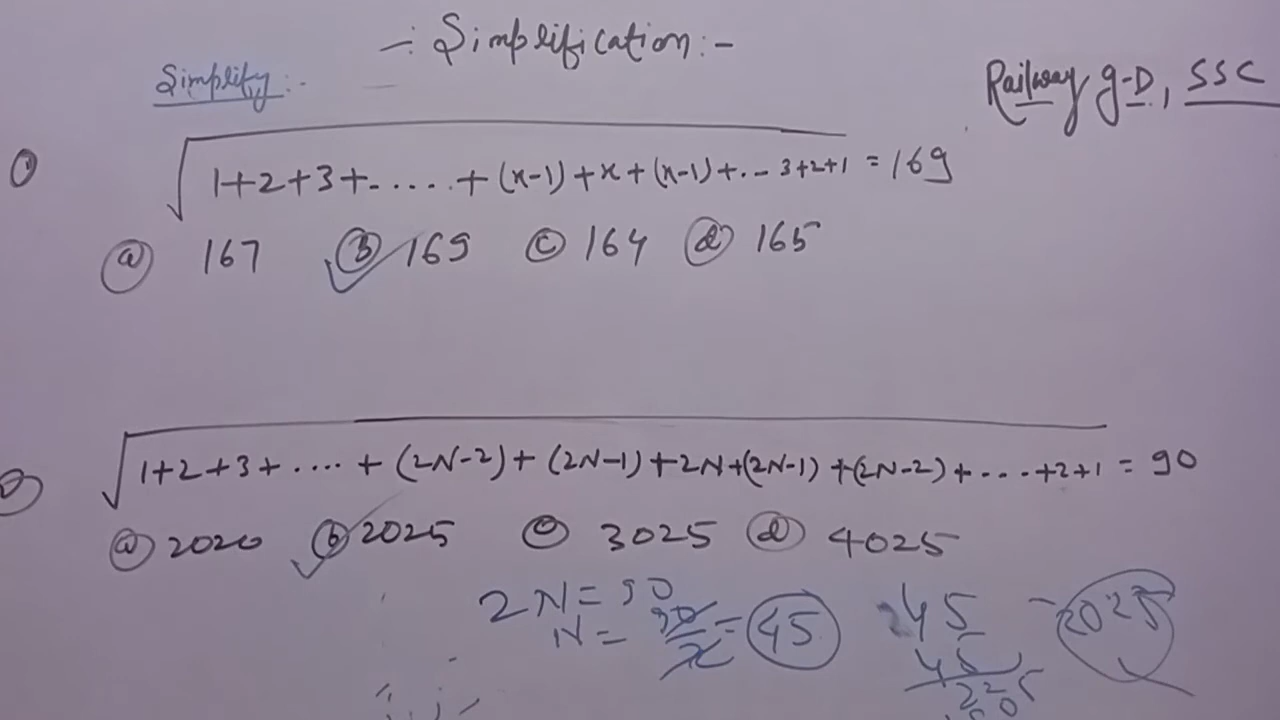 -: Simplification:-
Simplify:-
Railway g-D, SSC
① √(1+2+3+.....+(x-1)+x+(x-1)+... 3+2+1) = 169
ⓐ 167 ⓑ 169 ⓒ 164 ⓓ 165
√(1+2+3+....+(2N-2)+(2N-1)+2N+(2N-1)+(2N-2)+....+2+1) = 90
ⓐ 2020 ⓑ 2025 ⓒ 3025 ⓓ 4025
2N = 90
N = 90/2 = 45
45 - 2025
225